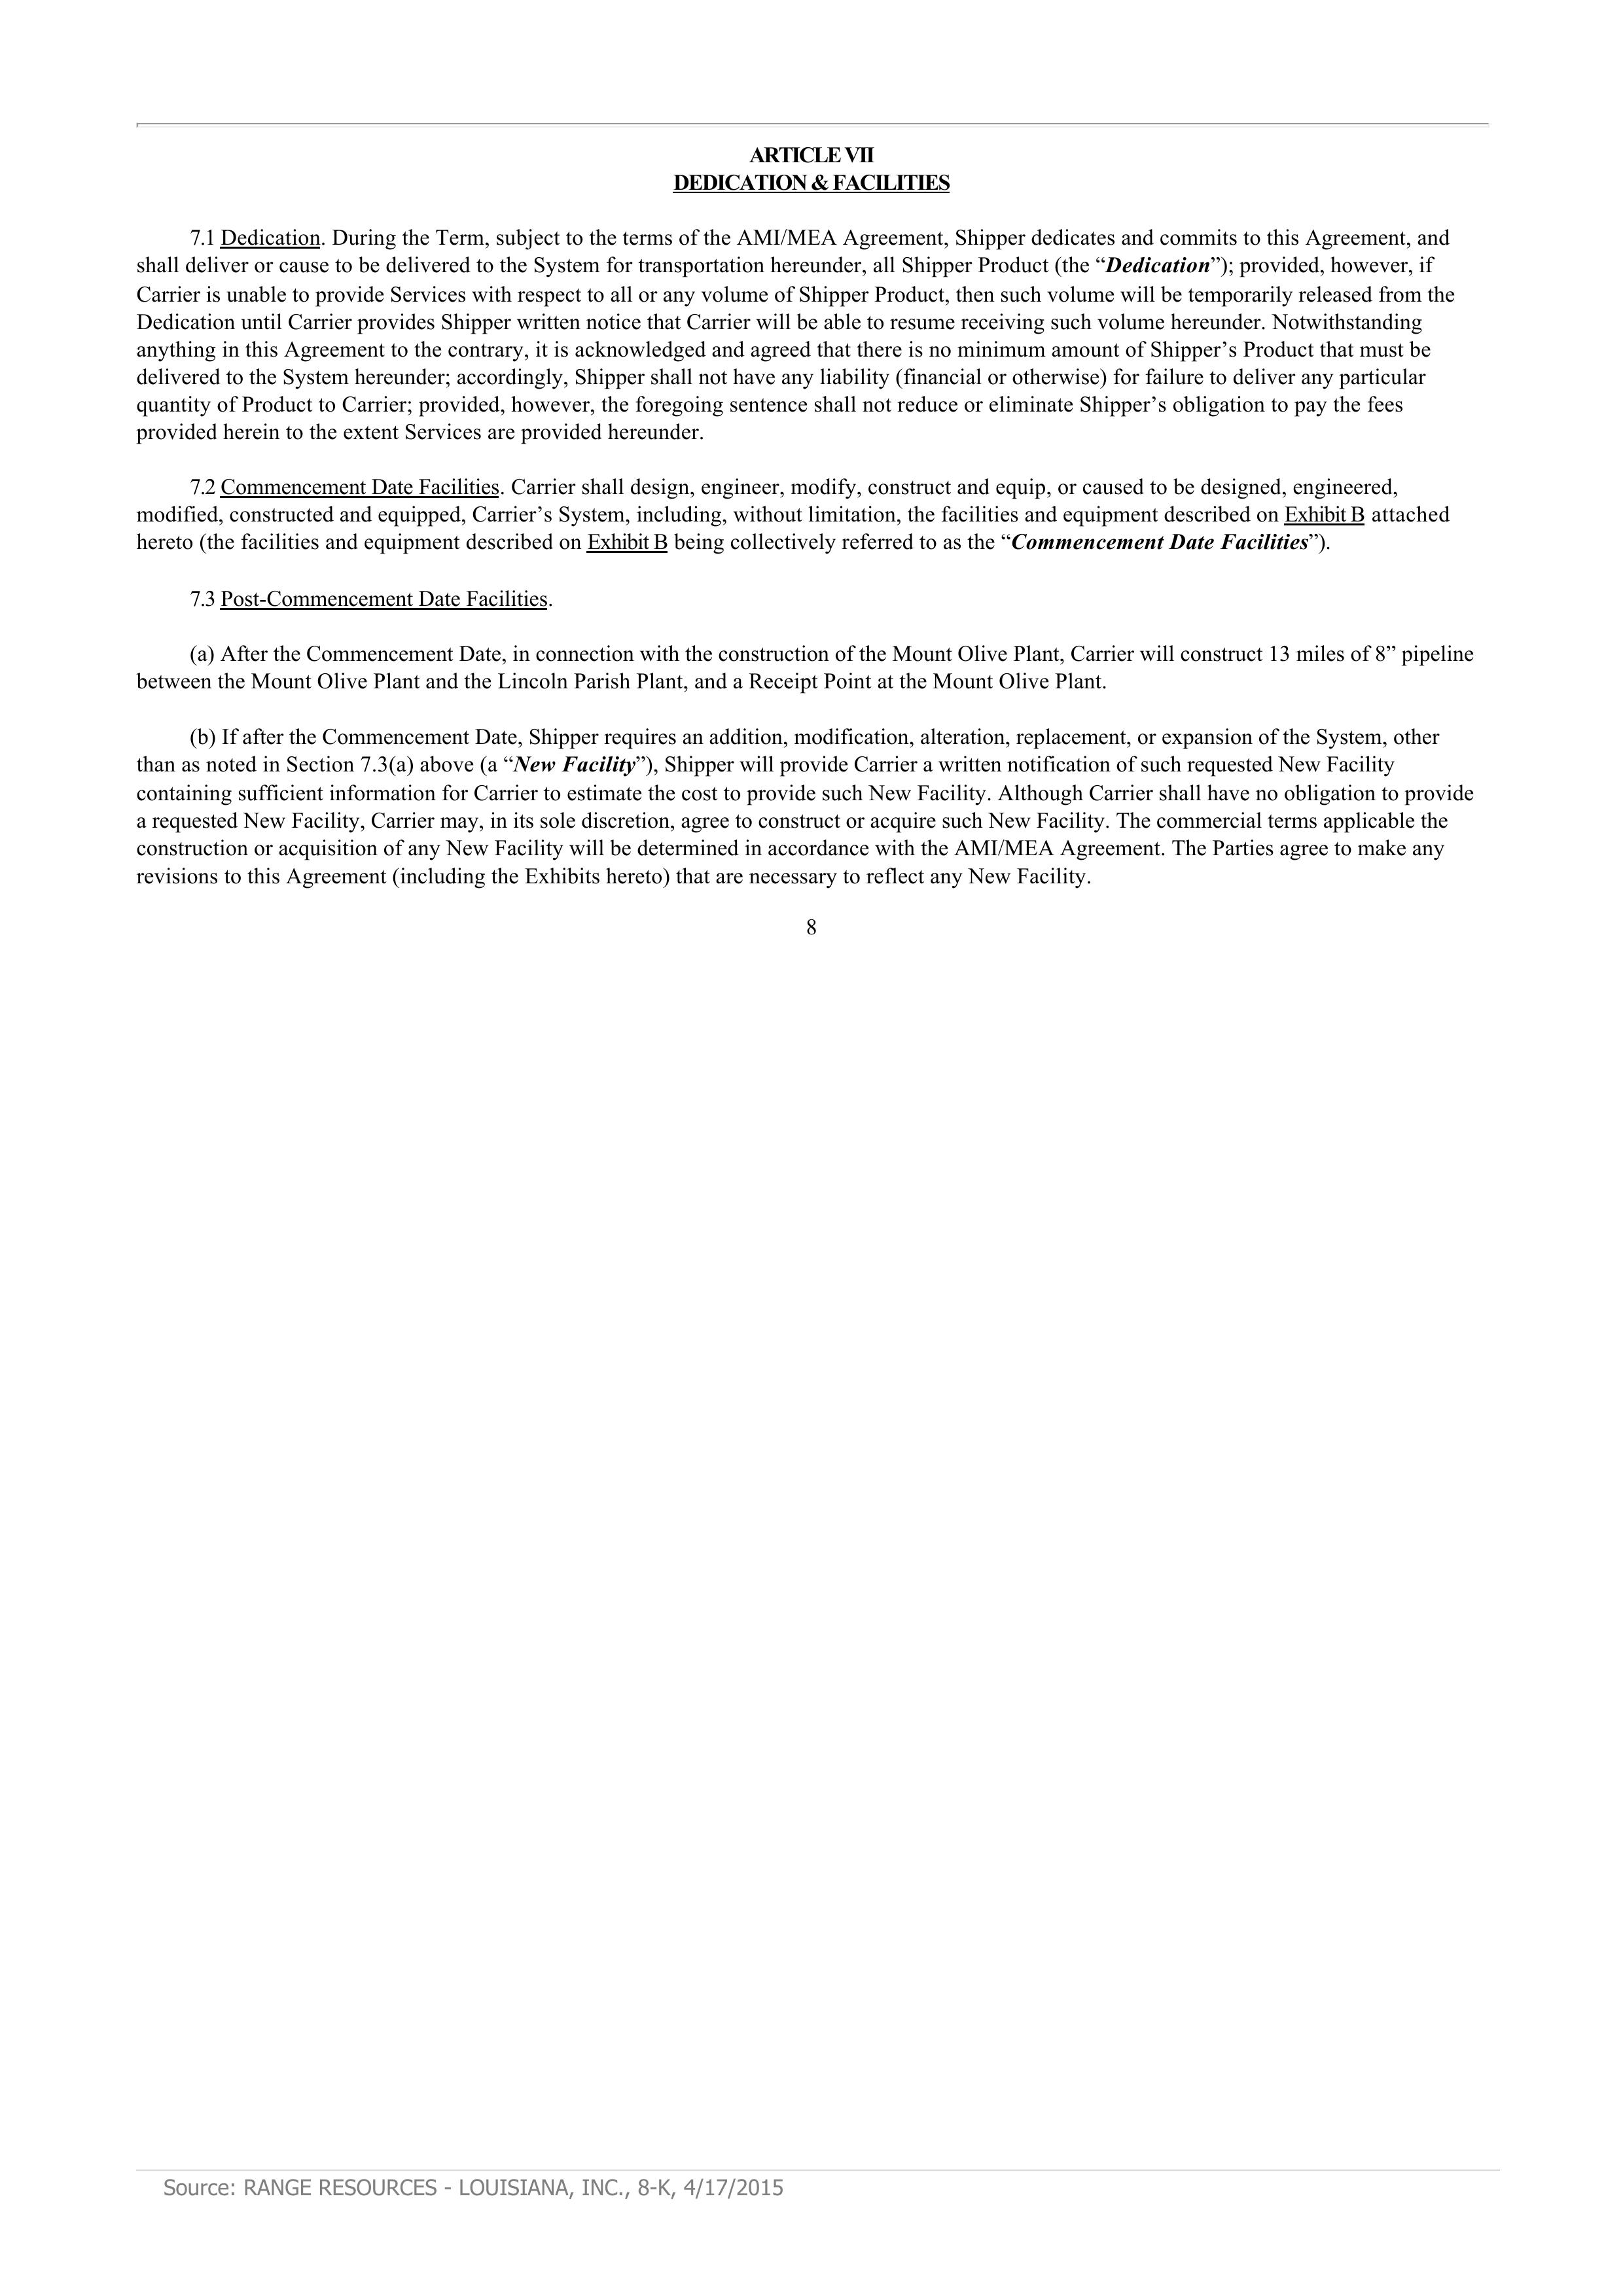 ARTICLE VII
DEDICATION & FACILITIES
7.1 Dedication. During the Term, subject to the terms of the AMI/MEA Agreement, Shipper dedicates and commits to this Agreement, and
shall deliver or cause to be delivered to the System for transportation hereunder, all Shipper Product (the “Dedication”); provided, however, if
Carrier is unable to provide Services with respect to all or any volume of Shipper Product, then such volume will be temporarily released from the
Dedication until Carrier provides Shipper written notice that Carrier will be able to resume receiving such volume hereunder. Notwithstanding
anything in this Agreement to the contrary, it is acknowledged and agreed that there is no minimum amount of Shipper’s Product that must be
delivered to the System hereunder; accordingly, Shipper shall not have any liability (financial or otherwise) for failure to deliver any particular
quantity of Product to Carrier; provided, however, the foregoing sentence shall not reduce or eliminate Shipper’s obligation to pay the fees
provided herein to the extent Services are provided hereunder.
7.2 Commencement Date Facilities. Carrier shall design, engineer, modify, construct and equip, or caused to be designed, engineered,
modified, constructed and equipped, Carrier’s System, including, without limitation, the facilities and equipment described on Exhibit B attached
hereto (the facilities and equipment described on Exhibit B being collectively referred to as the “Commencement Date Facilities”).
7.3 Post-Commencement Date Facilities.
(a) After the Commencement Date, in connection with the construction of the Mount Olive Plant, Carrier will construct 13 miles of 8” pipeline
between the Mount Olive Plant and the Lincoln Parish Plant, and a Receipt Point at the Mount Olive Plant.
(b) If after the Commencement Date, Shipper requires an addition, modification, alteration, replacement, or expansion of the System, other
than as noted in Section 7.3(a) above (a “New Facility”), Shipper will provide Carrier a written notification of such requested New Facility
containing sufficient information for Carrier to estimate the cost to provide such New Facility. Although Carrier shall have no obligation to provide
a requested New Facility, Carrier may, in its sole discretion, agree to construct or acquire such New Facility. The commercial terms applicable the
construction or acquisition of any New Facility will be determined in accordance with the AMI/MEA Agreement. The Parties agree to make any
revisions to this Agreement (including the Exhibits hereto) that are necessary to reflect any New Facility.
8
Source: RANGE RESOURCES - LOUISIANA, INC., 8-K, 4/17/2015